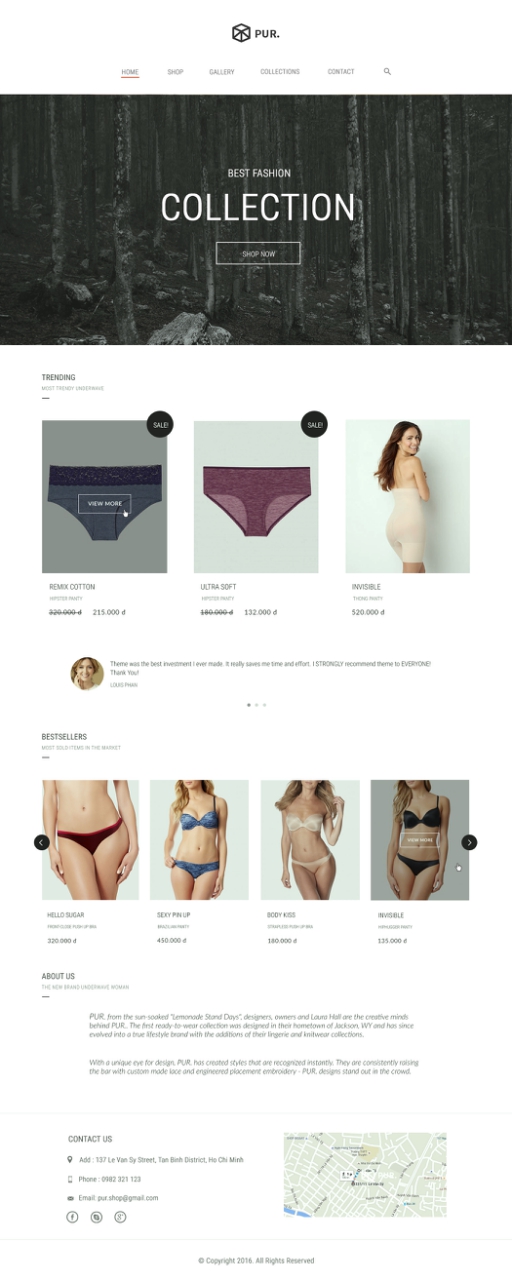 PUR.
HOME SHOP GALLERY COLLECTIONS CONTACT
BEST FASHION
COLLECTION
SHOP NOW
TRENDING
MOST TRENDY UNDERWAVE
SALE!
SALE!
VIEW MORE
REMIX COTTON
HIPSTER PANTY
320.000 đ 215.000 đ
ULTRA SOFT
HIPSTER PANTY
180.000 đ 132.000 đ
INVISIBLE
THONG PANTY
520.000 đ
Theme was the best investment I ever made. It really saves me time and effort. I STRONGLY recommend theme to EVERYONE!
Thank You!
LOUIS PHAN
BESTSELLERS
MOST SOLD ITEMS IN THE MARKET
VIEW MORE
HELLO SUGAR
FRONT-CLOSE PUSH UP BRA
320.000 đ
SEXY PIN UP
BRAZILIAN PANTY
450.000 đ
BODY KISS
STRAPLESS PUSH UP BRA
180.000 đ
INVISIBLE
HIPHUGGER PANTY
135.000 đ
ABOUT US
THE NEW BRAND UNDERWAVE WOMAN
PUR. from the sun-soaked "Lemonade Stand Days", designers, owners and Laura Hall are the creative minds
behind PUR.. The first ready-to-wear collection was designed in their hometown of Jackson, WY and has since
evolved into a true lifestyle brand with the additions of their lingerie and knitwear collections.
With a unique eye for design, PUR. has created styles that are recognized instantly. They are consistently raising
the bar with custom made lace and engineered placement embroidery - PUR. designs stand out in the crowd.
CONTACT US
Add : 137 Le Van Sy Street, Tan Binh District, Ho Chi Minh
Phone : 0982 321 123
Email: pur.shop@gmail.com
© Copyright 2016. All Rights Reserved